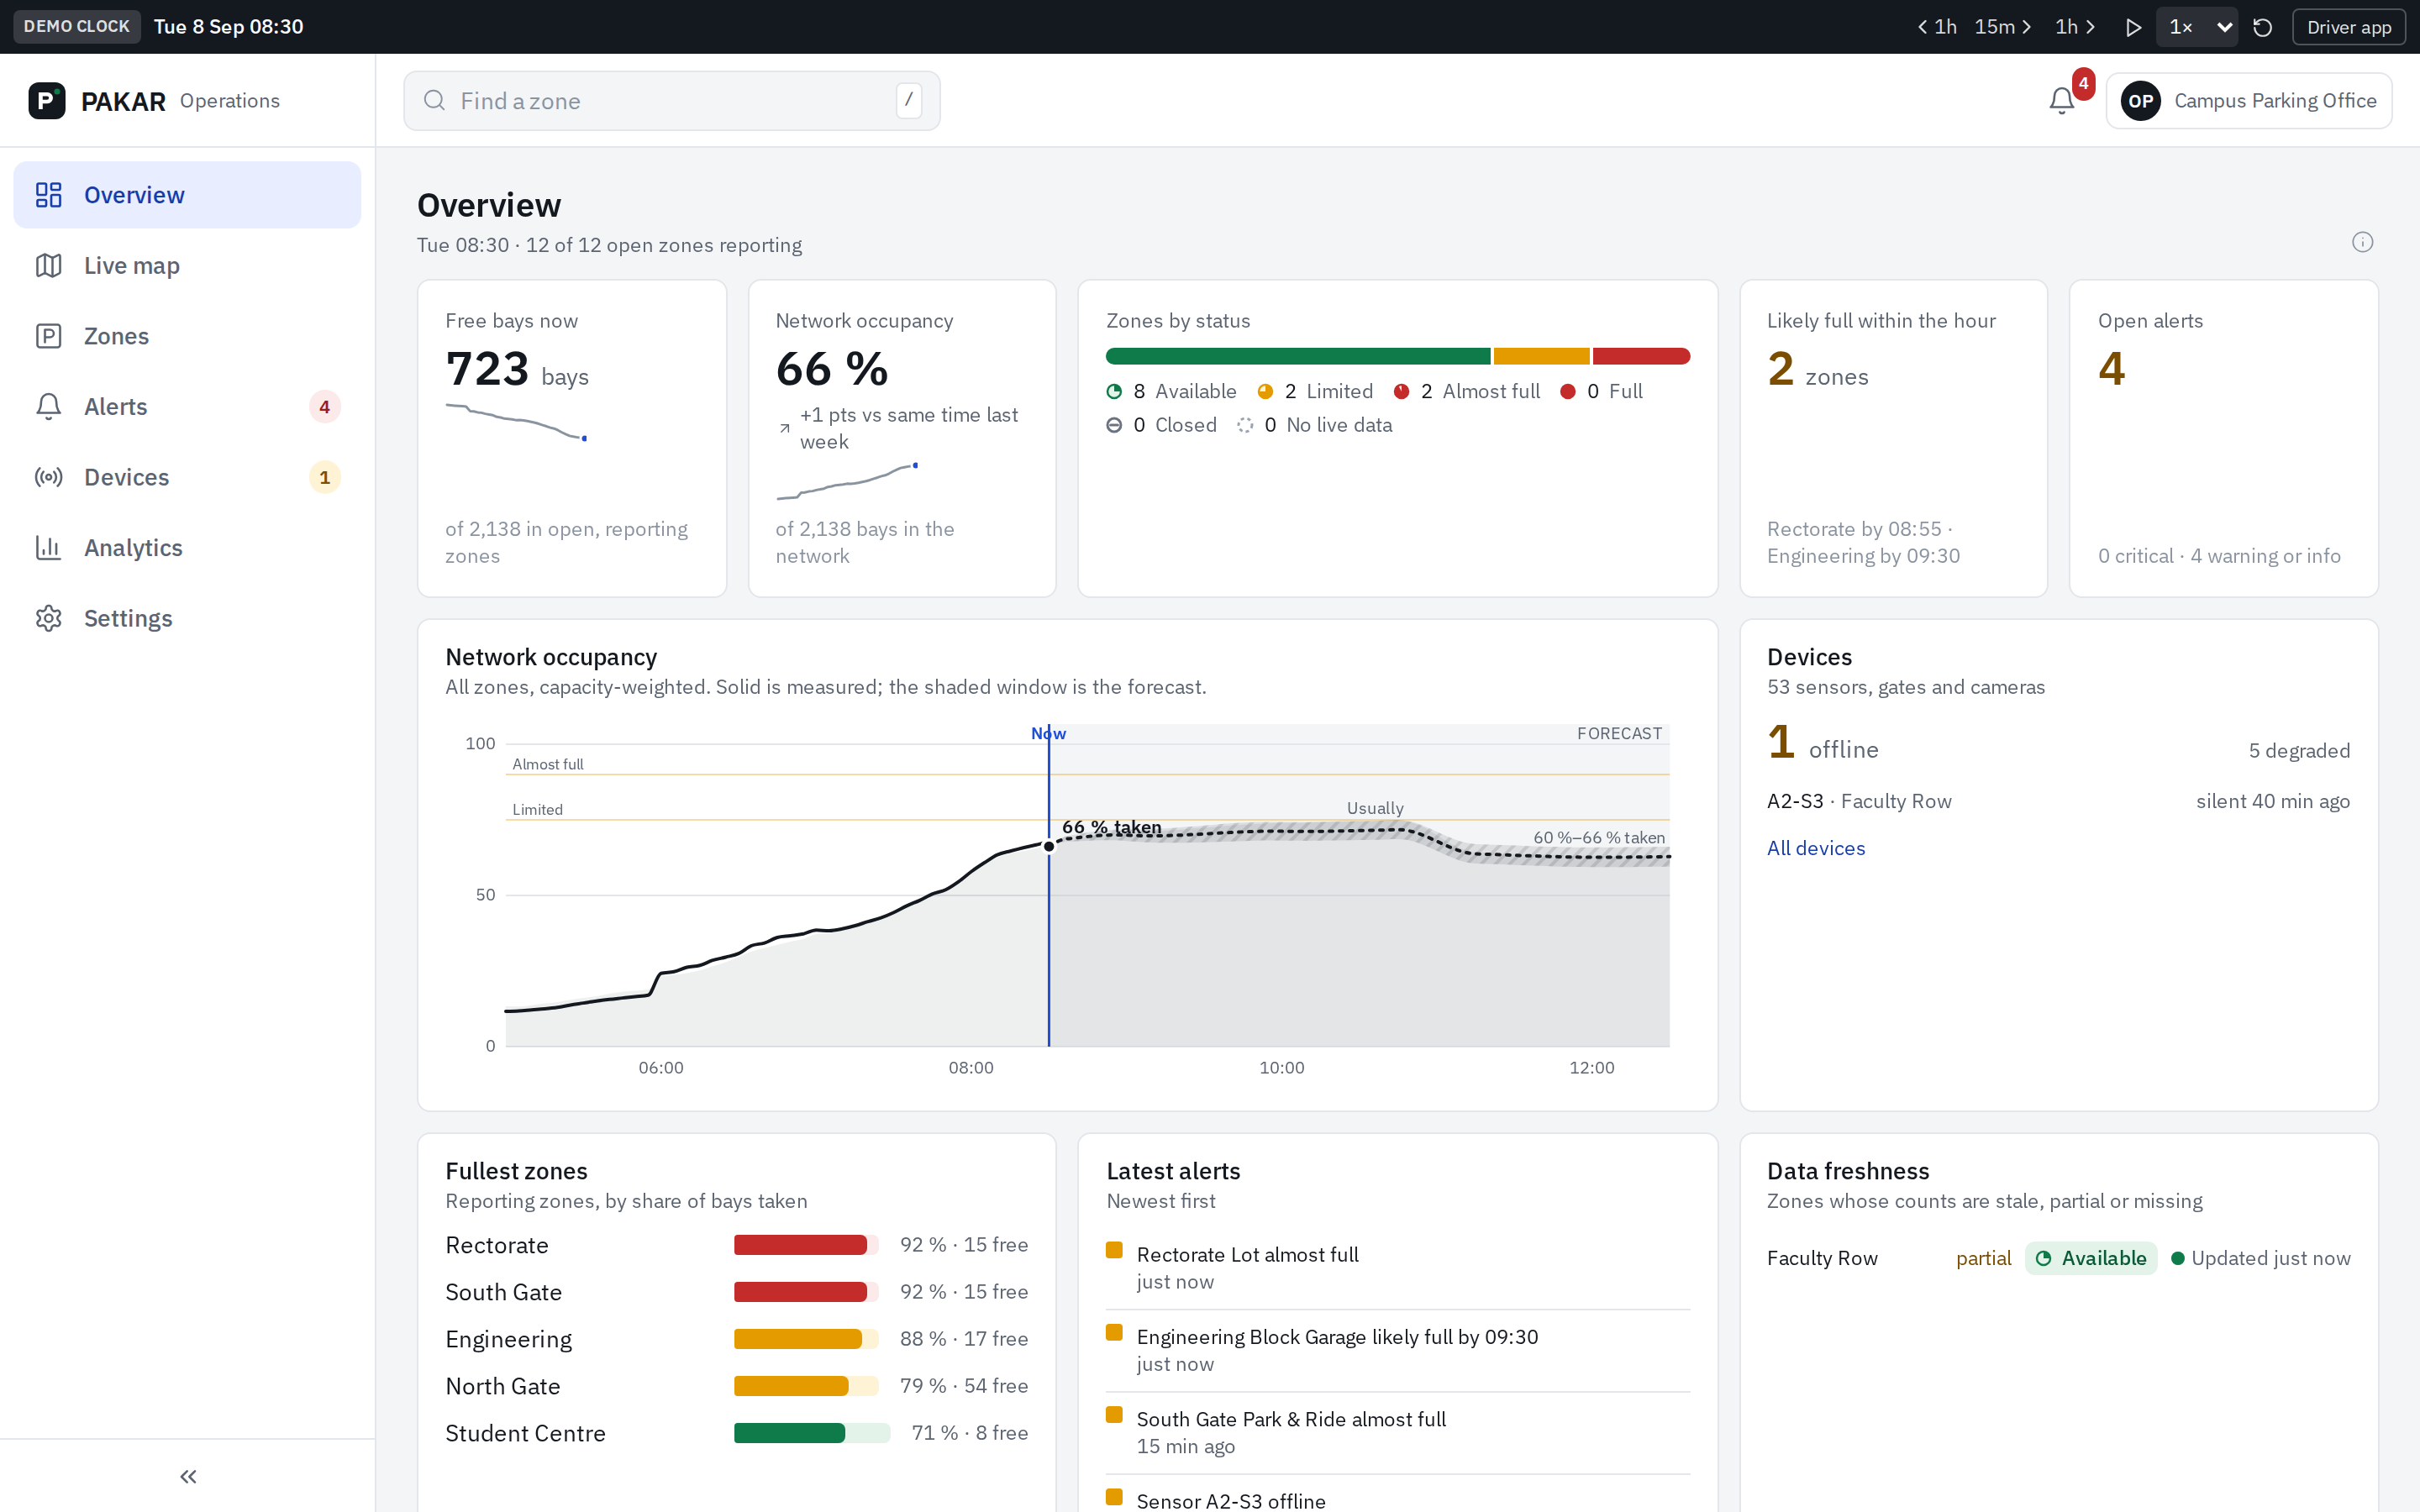 DEMO CLOCK Tue 8 Sep 08:30 1h 15m 1h 1× Driver app
P PAKAR Operations
Find a zone /
4
OP Campus Parking Office
Overview
Live map
Zones
Alerts 4
Devices 1
Analytics
Settings
Overview
Tue 08:30 · 12 of 12 open zones reporting
Free bays now
723 bays
of 2,138 in open, reporting
zones
Network occupancy
66 %
+1 pts vs same time last
week
of 2,138 bays in the
network
Zones by status
8 Available 2 Limited 2 Almost full 0 Full
0 Closed 0 No live data
Likely full within the hour
2 zones
Rectorate by 08:55 ·
Engineering by 09:30
Open alerts
4
0 critical · 4 warning or info
Network occupancy
All zones, capacity-weighted. Solid is measured; the shaded window is the forecast.
Now FORECAST
100
Almost full
Limited
Usually
66 % taken
60 %–66 % taken
50
0
06:00 08:00 10:00 12:00
Devices
53 sensors, gates and cameras
1 offline 5 degraded
A2-S3 · Faculty Row silent 40 min ago
All devices
Fullest zones
Reporting zones, by share of bays taken
Rectorate 92 % · 15 free
South Gate 92 % · 15 free
Engineering 88 % · 17 free
North Gate 79 % · 54 free
Student Centre 71 % · 8 free
Latest alerts
Newest first
Rectorate Lot almost full
just now
Engineering Block Garage likely full by 09:30
just now
South Gate Park & Ride almost full
15 min ago
Sensor A2-S3 offline
Data freshness
Zones whose counts are stale, partial or missing
Faculty Row partial Available Updated just now